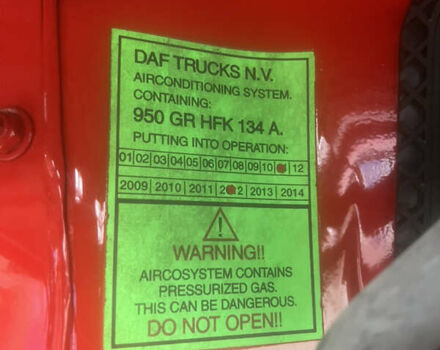 DAF TRUCKS N.V.
AIRCONDITIONING SYSTEM.
CONTAINING:
950 GR HFK 134 A.
PUTTING INTO OPERATION:
01|02|03|04|05|06|07|08|09|10| |12
2009|2010|2011|2 2|2013|2014
WARNING!!
AIRCOSYSTEM CONTAINS
PRESSURIZED GAS.
THIS CAN BE DANGEROUS.
DO NOT OPEN!!